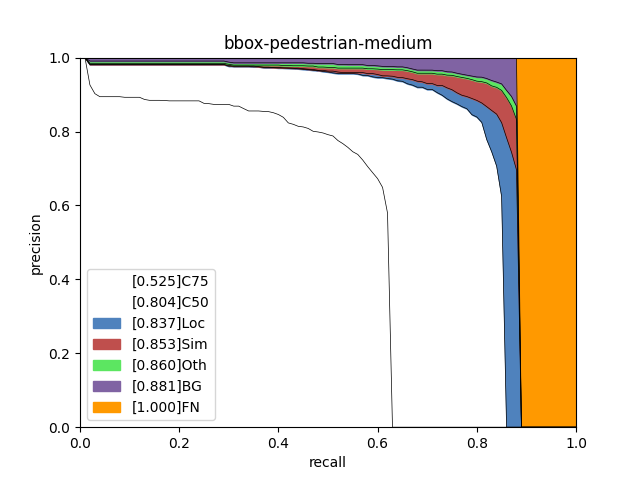 bbox-pedestrian-medium
1.0
0.8
0.6
0.4
0.2
0.0
precision
[0.525]C75
[0.804]C50
[0.837]Loc
[0.853]Sim
[0.860]Oth
[0.881]BG
[1.000]FN
0.0 0.2 0.4 0.6 0.8 1.0
recall